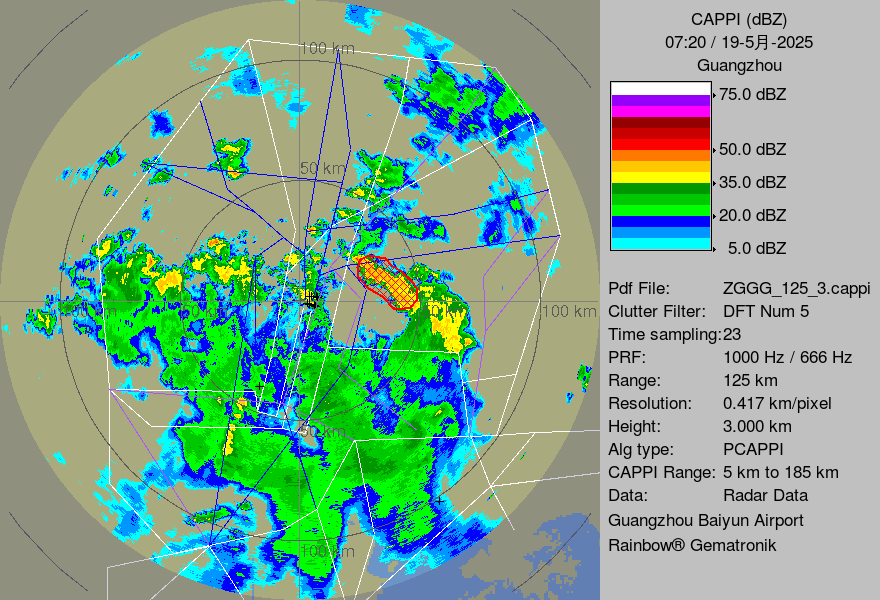 CAPPI (dBZ)
07:20 / 19-5月-2025
Guangzhou
75.0 dBZ
50.0 dBZ
35.0 dBZ
20.0 dBZ
5.0 dBZ
Pdf File: ZGGG_125_3.cappi
Clutter Filter: DFT Num 5
Time sampling:23
PRF: 1000 Hz / 666 Hz
Range: 125 km
Resolution: 0.417 km/pixel
Height: 3.000 km
Alg type: PCAPPI
CAPPI Range: 5 km to 185 km
Data: Radar Data
Guangzhou Baiyun Airport
Rainbow® Gematronik
100 km
50 km
100 km
50 km
100 km